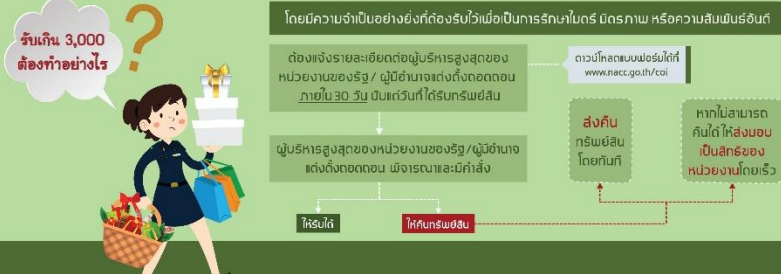 รับเกิน 3,000
ต้องทำอย่างไร
?
โดยมีความจำเป็นอย่างยิ่งที่ต้องรับไว้เพื่อเป็นการรักษาไมตรี มิตรภาพ หรือความสัมพันธ์อันดี
ต้องแจ้งรายละเอียดต่อผู้บริหารสูงสุดของ
หน่วยงานของรัฐ/ ผู้มีอำนาจแต่งตั้งถอดถอน
ภายใน 30 วัน นับแต่วันที่ได้รับทรัพย์สิน
ดาวน์โหลดแบบฟอร์มได้ที่
www.nacc.go.th/coi
ผู้บริหารสูงสุดของหน่วยงานของรัฐ/ผู้มีอำนาจ
แต่งตั้งถอดถอน พิจารณาและมีคำสั่ง
ให้รับได้
ให้คืนทรัพย์สิน
ส่งคืน
ทรัพย์สิน
โดยทันที
หากไม่สามารถ
คืนได้ ให้ส่งมอบ
เป็นสิทธิของ
หน่วยงานโดยเร็ว